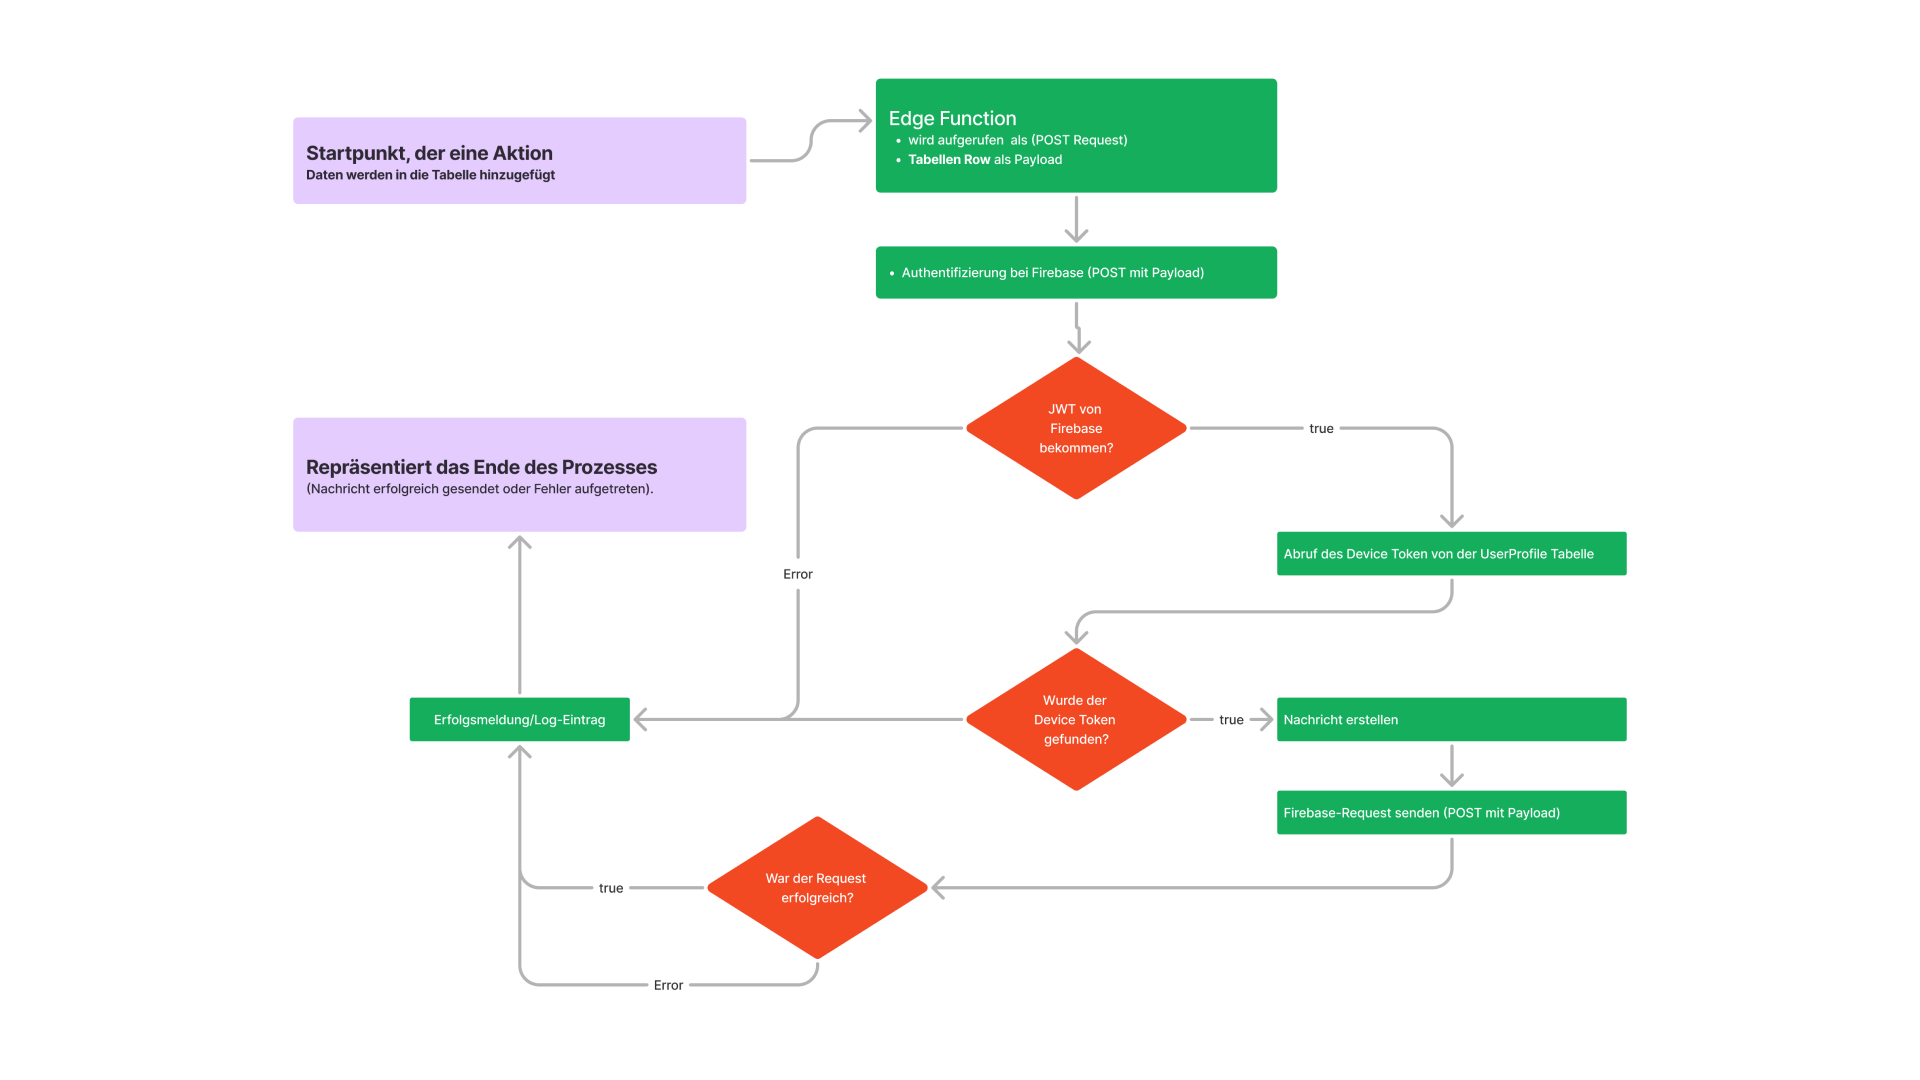 Startpunkt, der eine Aktion
Daten werden in die Tabelle hinzugefügt
Edge Function
• wird aufgerufen als (POST Request)
• Tabellen Row als Payload
• Authentifizierung bei Firebase (POST mit Payload)
JWT von
Firebase
bekommen?
true
Error
Repräsentiert das Ende des Prozesses
(Nachricht erfolgreich gesendet oder Fehler aufgetreten).
Abruf des Device Token von der UserProfile Tabelle
Wurde der
Device Token
gefunden?
true
Nachricht erstellen
Erfolgsmeldung/Log-Eintrag
Firebase-Request senden (POST mit Payload)
War der Request
erfolgreich?
true
Error